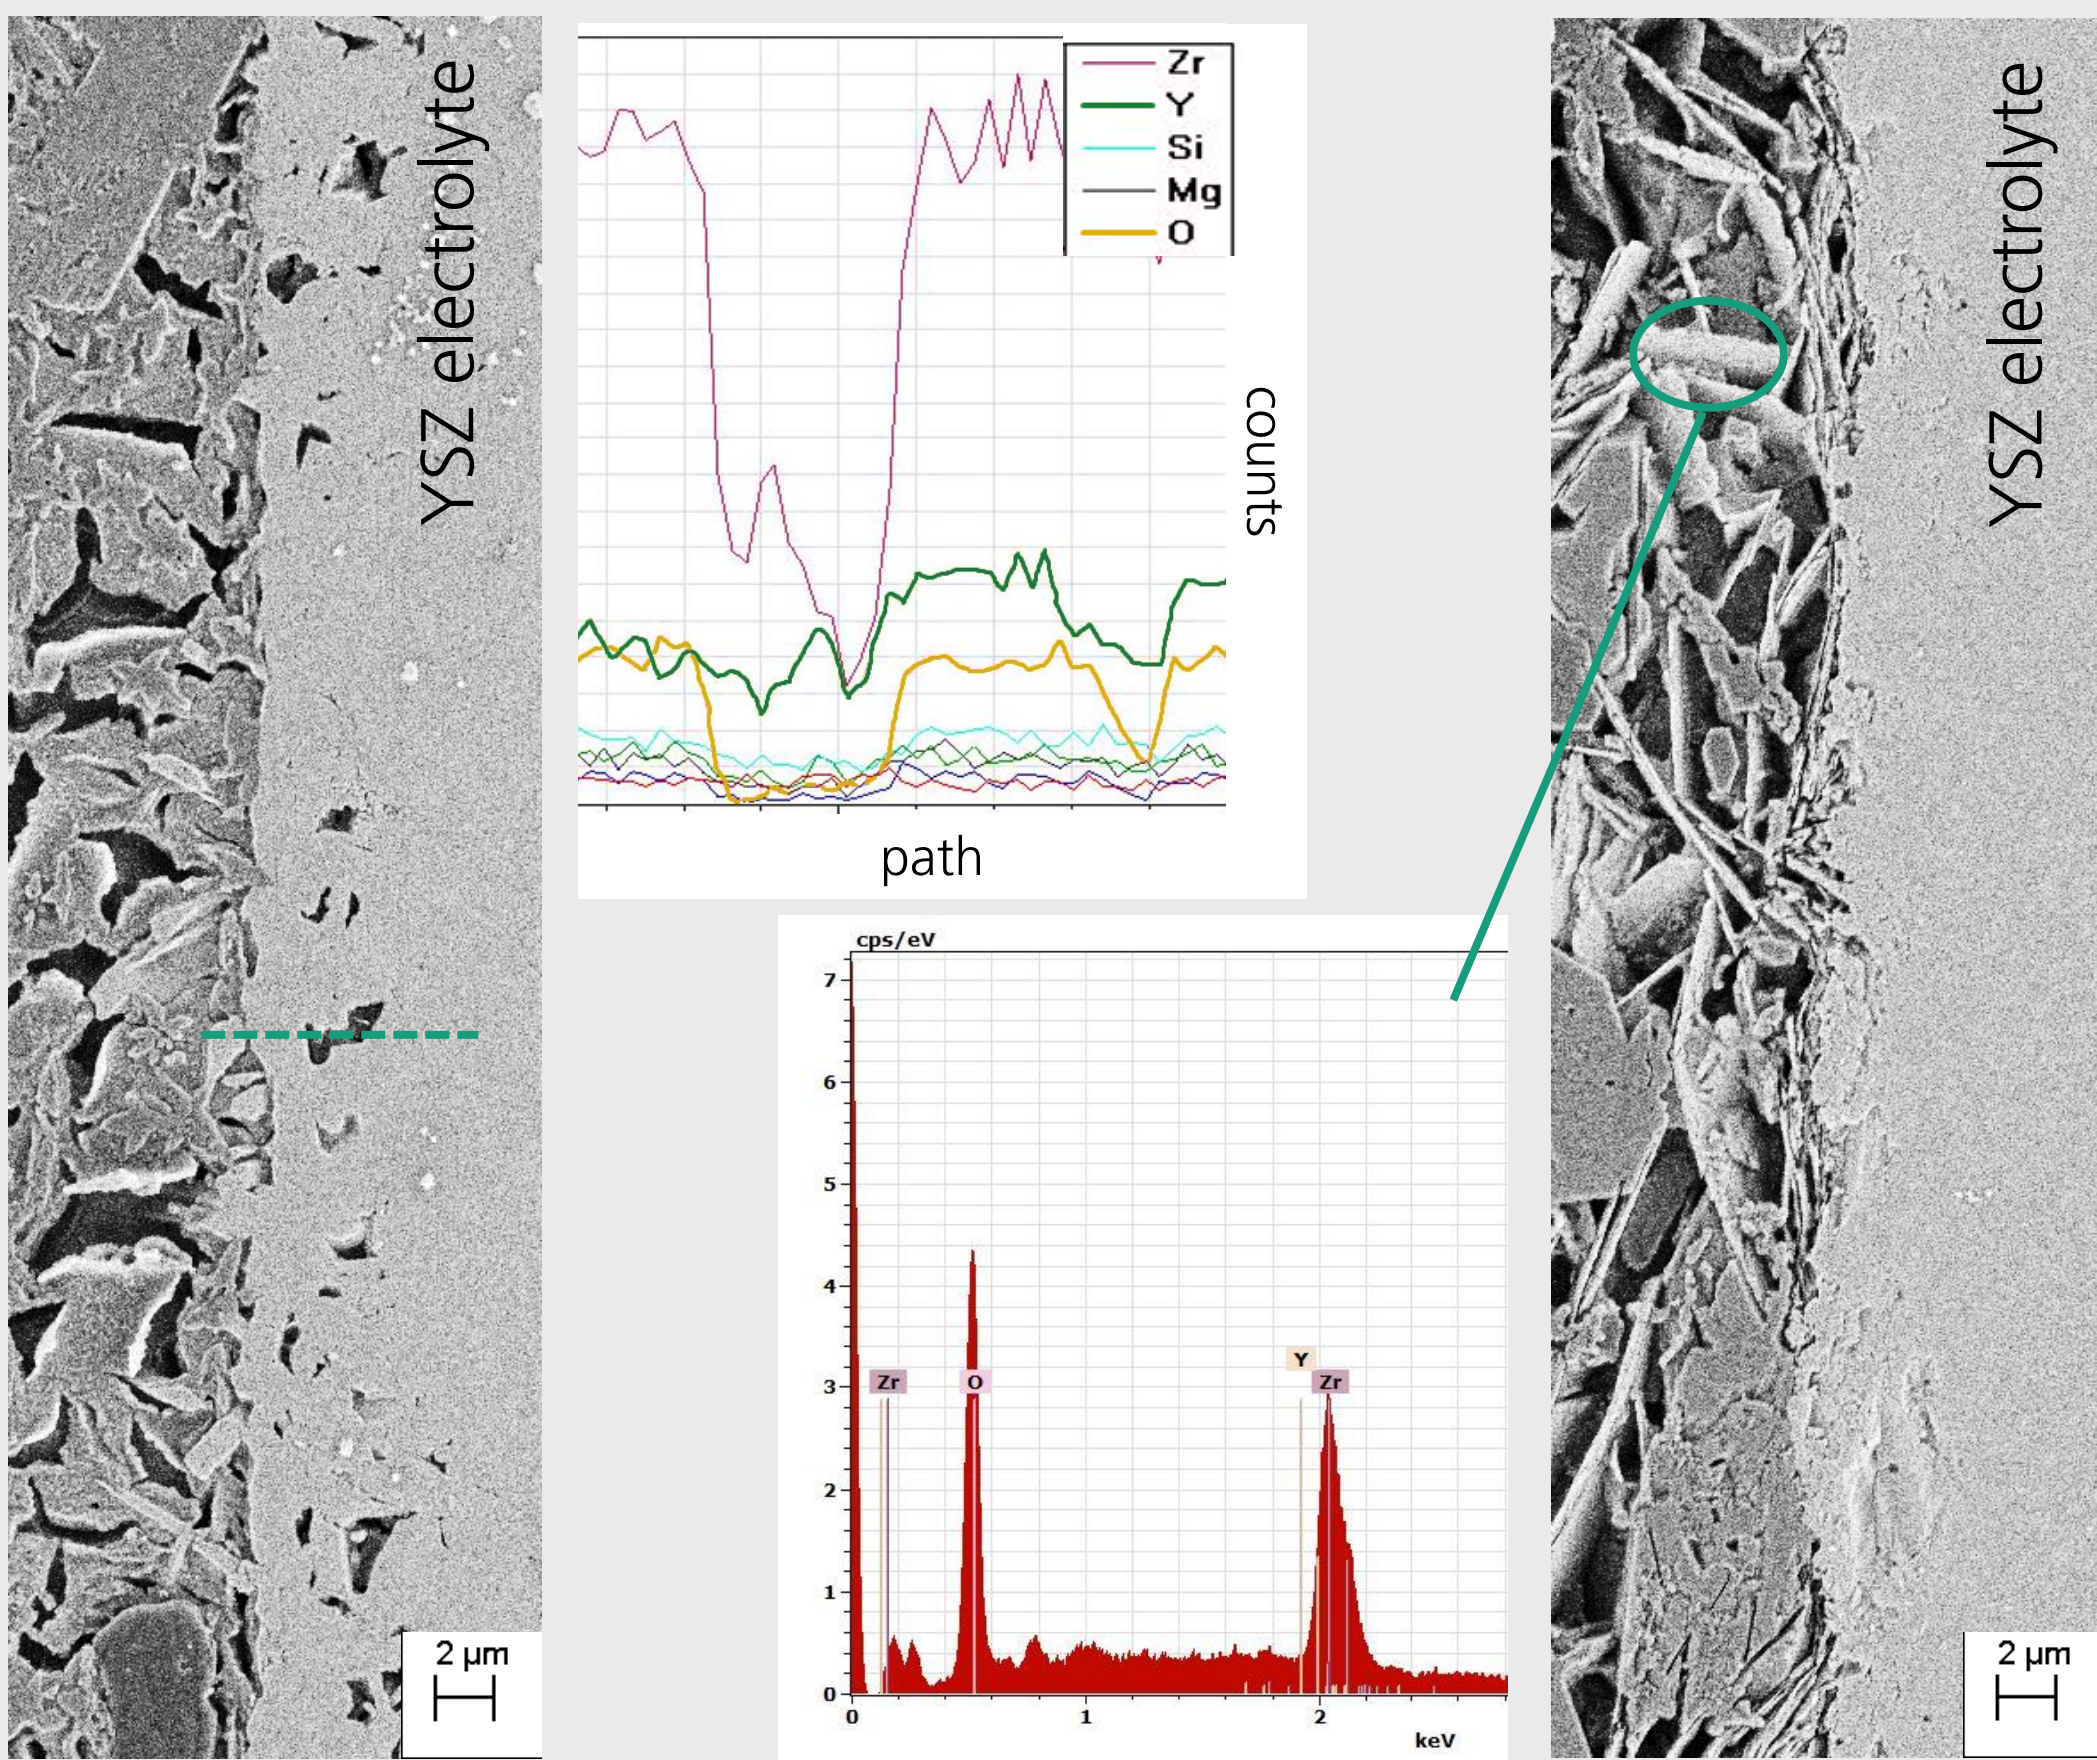 YSZ electrolyte
2 µm
Zr
Y
Si
Mg
O
counts
path
cps/eV
7
6
5
4
3
2
1
0
Zr
O
Y
Zr
0
1
2
keV
YSZ electrolyte
2 µm